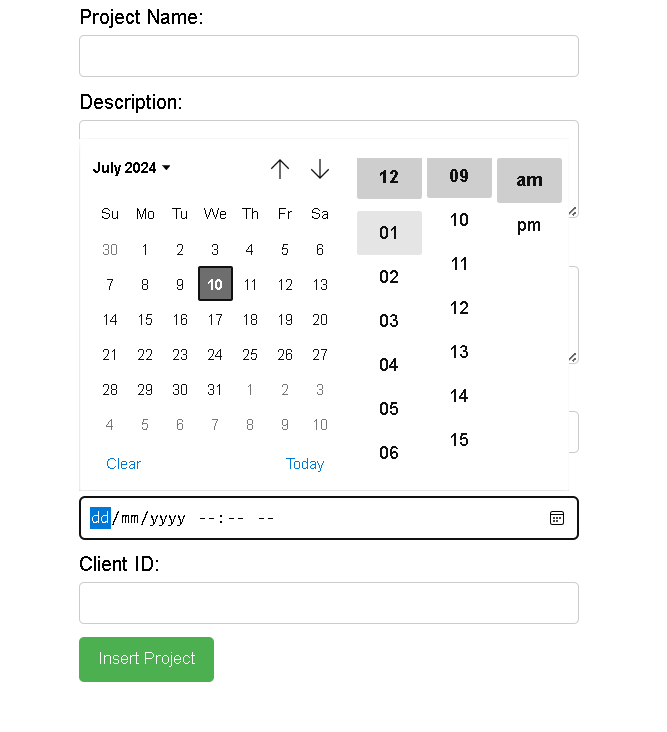 Project Name:
Description:
July 2024
12 09 am
Su Mo Tu We Th Fr Sa
01 10 pm
30 1 2 3 4 5 6
02 11
7 8 9 10 11 12 13
03 12
14 15 16 17 18 19 20
04 13
21 22 23 24 25 26 27
05 14
28 29 30 31 1 2 3
06 15
4 5 6 7 8 9 10
Clear Today
dd/mm/yyyy --:-- --
Client ID:
Insert Project